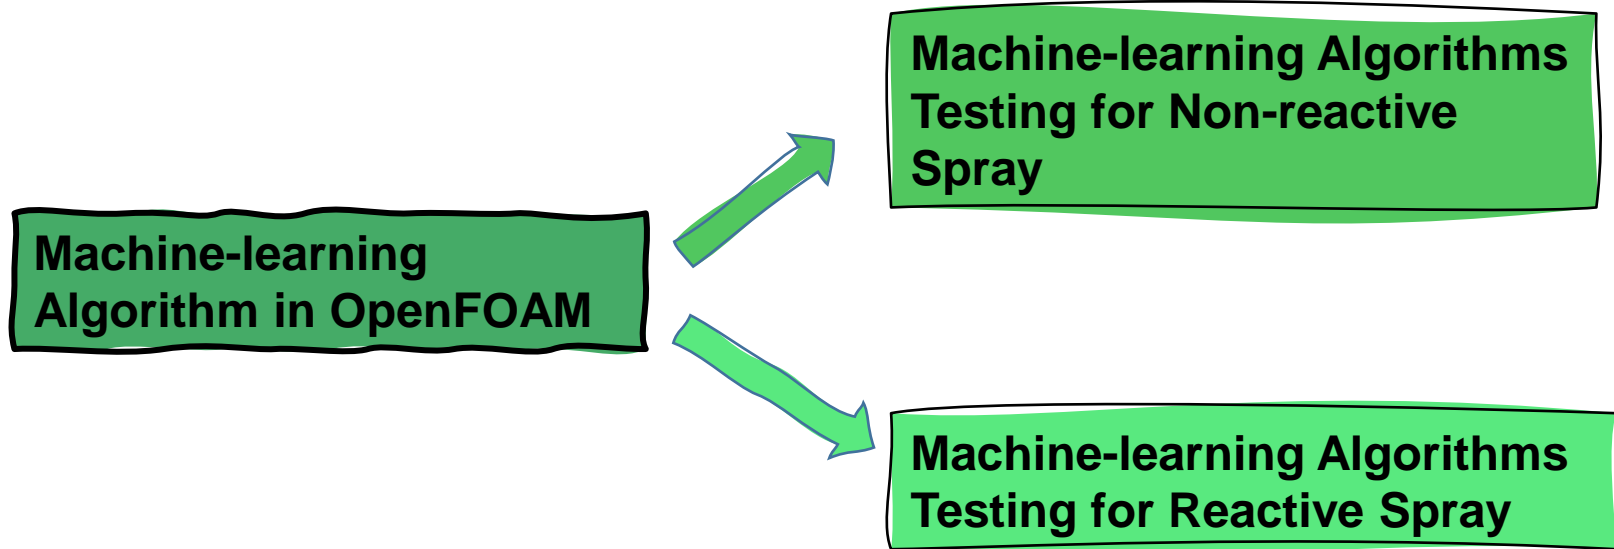 Machine-learning Algorithms
Testing for Non-reactive
Spray
Machine-learning
Algorithm in OpenFOAM
Machine-learning Algorithms
Testing for Reactive Spray